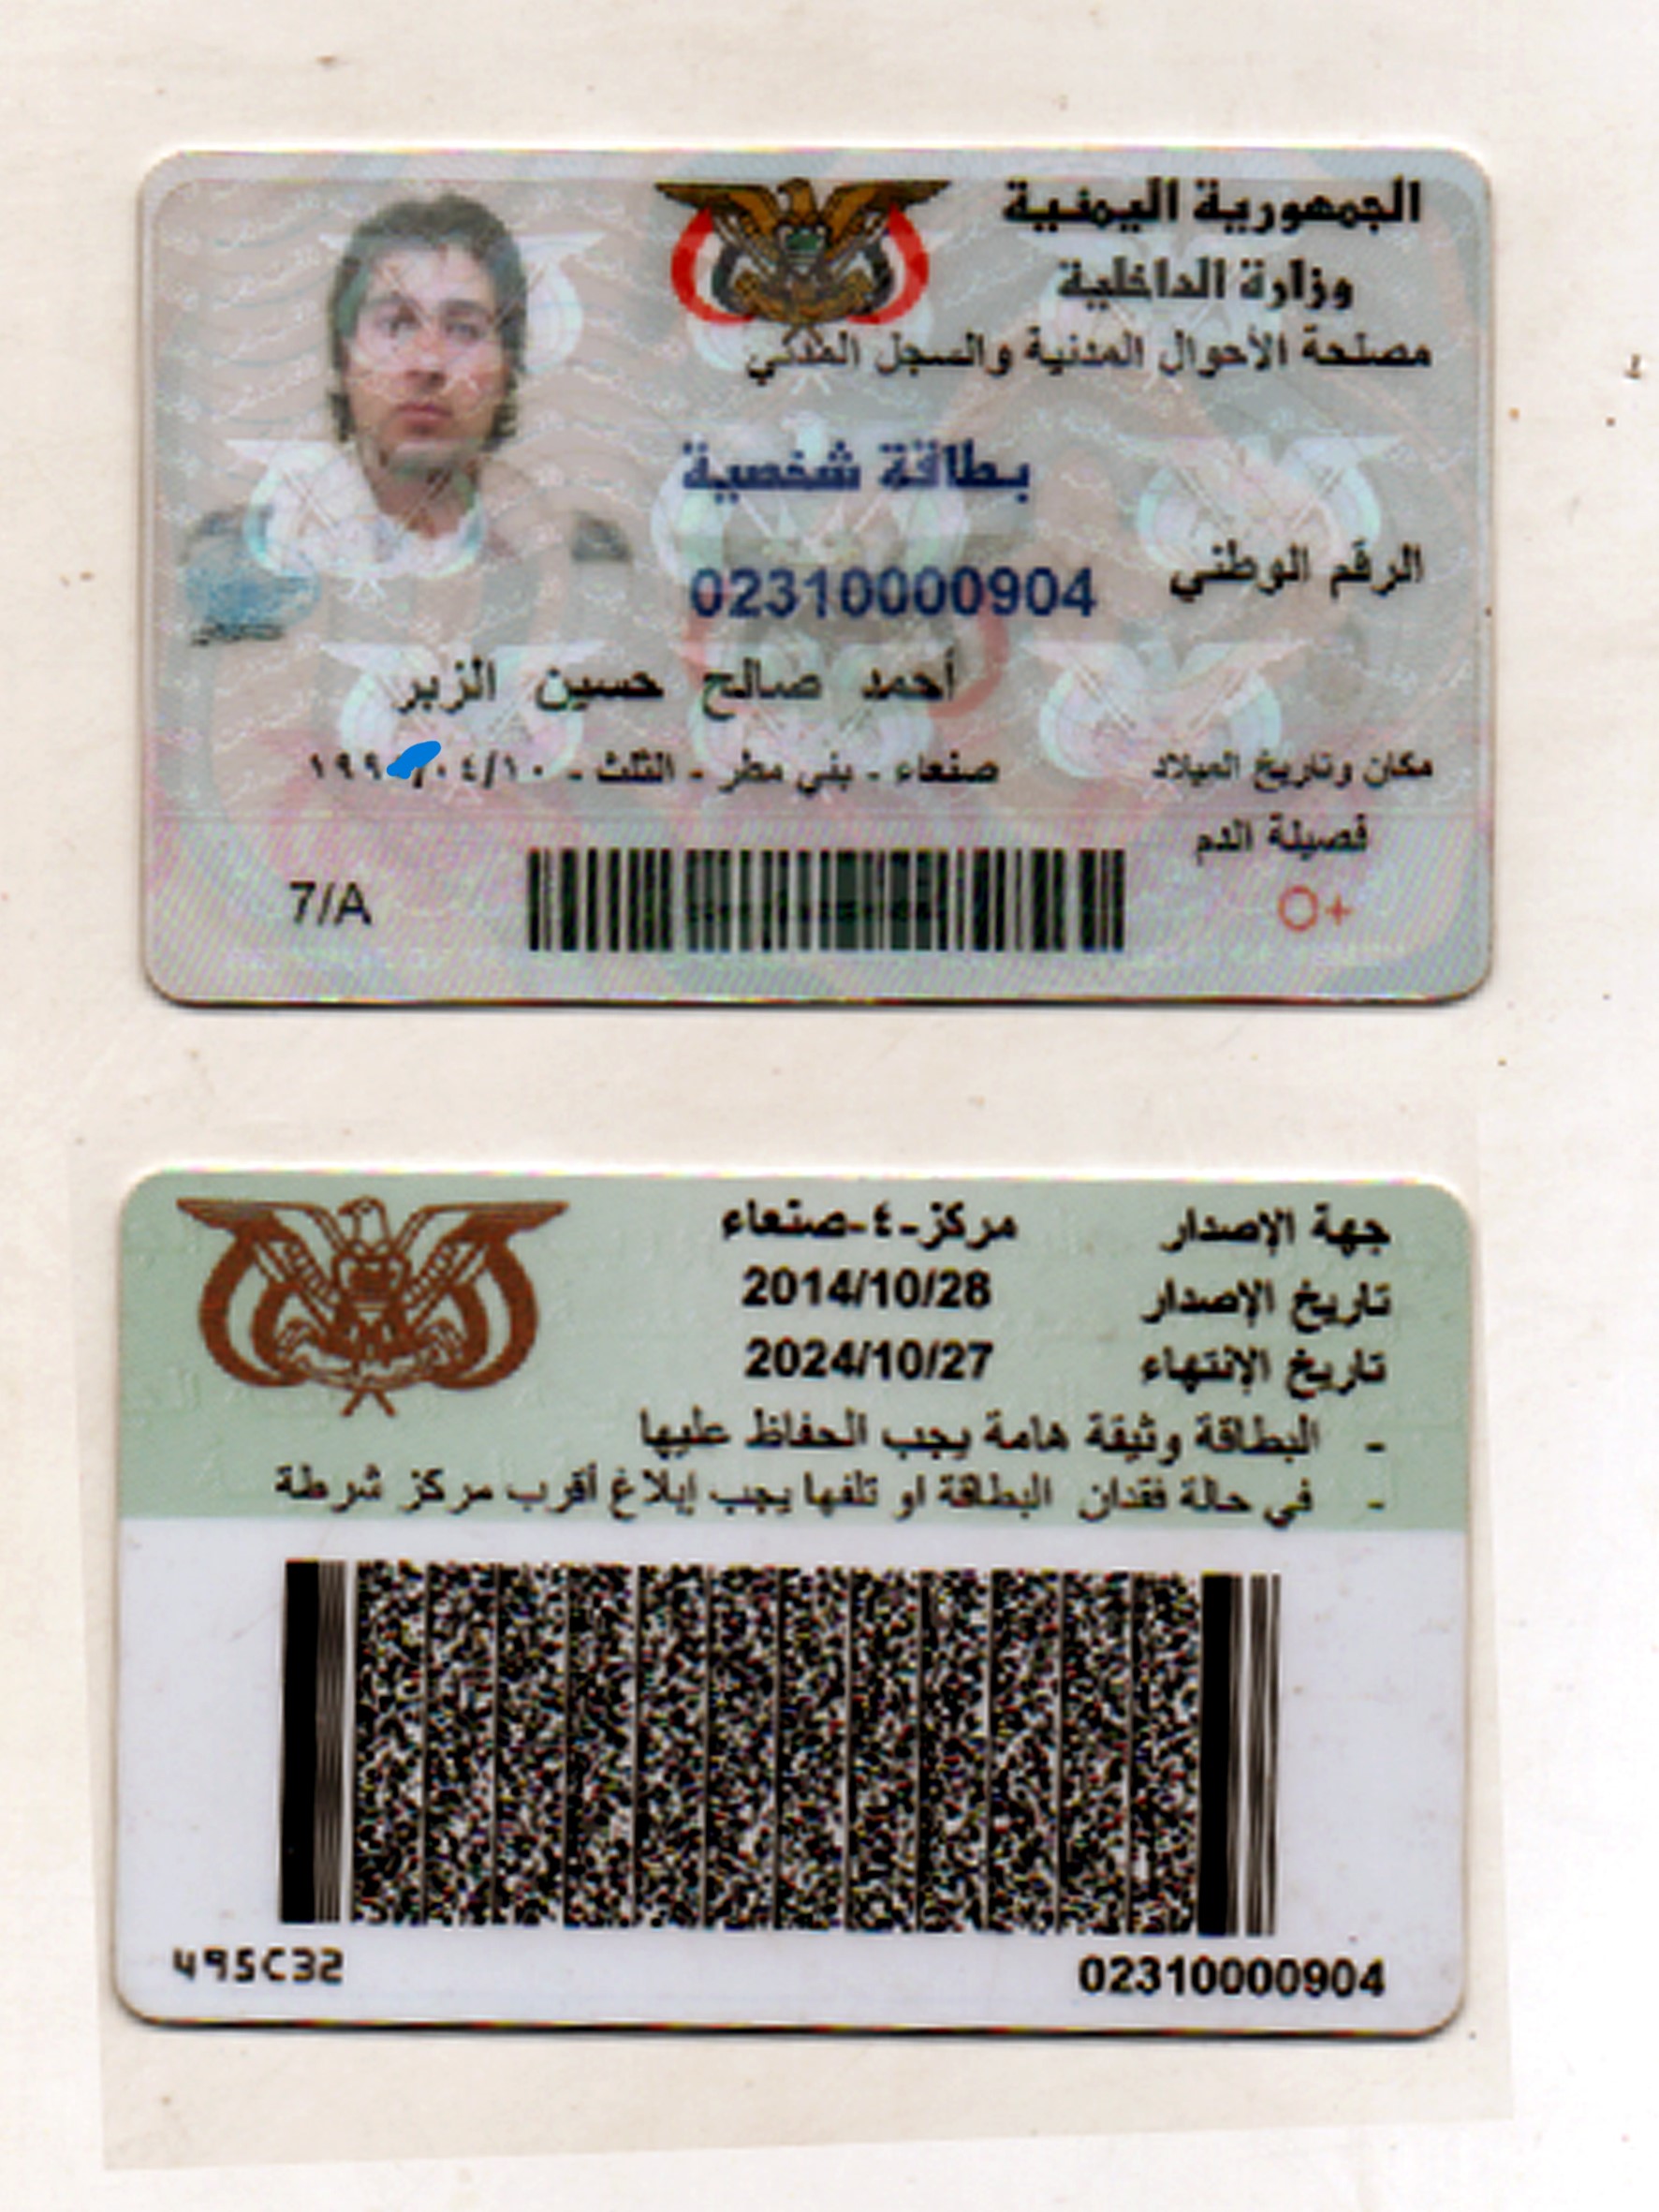 الجمهورية اليمنية
وزارة الداخلية
مصلحة الأحوال المدنية والسجل المدني
بطاقة شخصية
الرقم الوطني 02310000904
أحمد صالح حسين الزبر
مكان وتاريخ الميلاد صنعاء - بني مطر - الثلث - ١٠/٠٤/١٩٩
فصيلة الدم
O+
7/A
جهة الإصدار مركز-٤-صنعاء
تاريخ الإصدار 2014/10/28
تاريخ الإنتهاء 2024/10/27
- البطاقة وثيقة هامة يجب الحفاظ عليها
- في حالة فقدان البطاقة او تلفها يجب إبلاغ أقرب مركز شرطة
495C32
02310000904